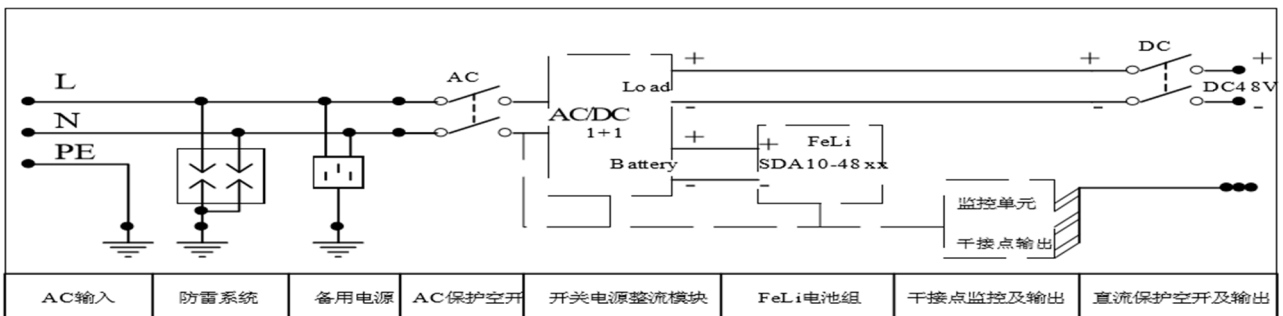 L
N
PE
AC
AC/DC
1+1
Load
+
-
Battery
+
-
+ FeLi
SDA10-48xx
-
监控单元
干接点输出
+
-
DC
+
DC48V
-
AC输入
防雷系统
备用电源
AC保护空开
开关电源整流模块
FeLi电池组
干接点监控及输出
直流保护空开及输出